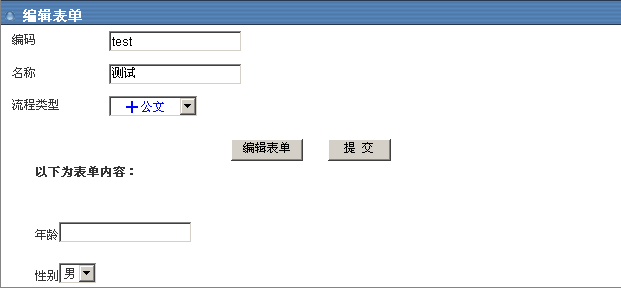 编辑表单
编码 test
名称 测试
流程类型 ╋公文
编辑表单 提 交
以下为表单内容：
年龄
性别 男